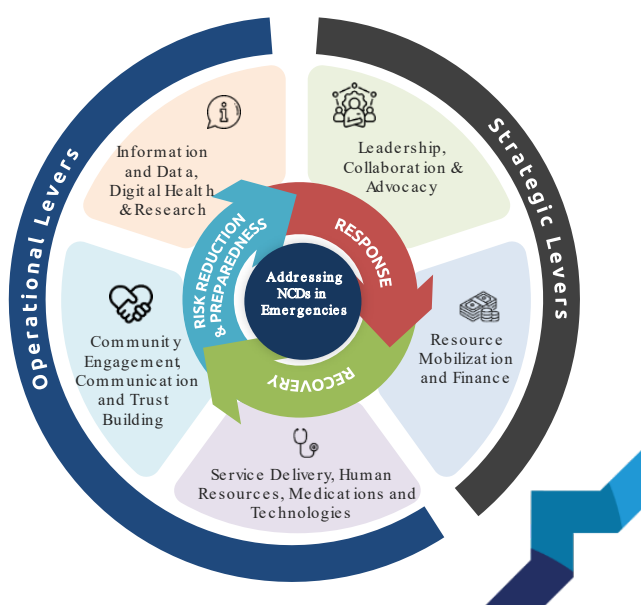 Operational Levers
Strategic Levers
Information
and Data,
Digital Health
& Research
Leadership,
Collaboration &
Advocacy
RISK REDUCTION
& PREPAREDNESS
RESPONSE
RECOVERY
Addressing
NCDs in
Emergencies
Community
Engagement,
Communication
and Trust
Building
Resource
Mobilization
and Finance
Service Delivery, Human
Resources, Medications and
Technologies